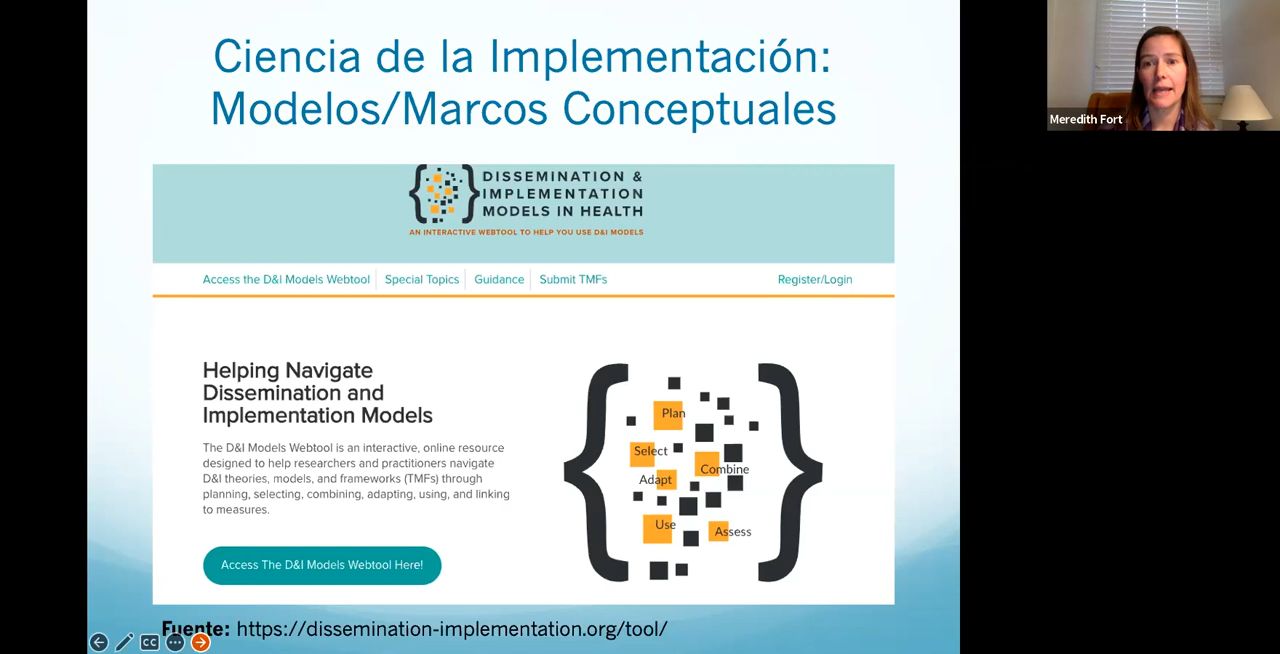 Ciencia de la Implementación:
Modelos/Marcos Conceptuales
Meredith Fort
DISSEMINATION &
IMPLEMENTATION
MODELS IN HEALTH
AN INTERACTIVE WEBTOOL TO HELP YOU USE D&I MODELS
Access the D&I Models Webtool Special Topics Guidance Submit TMFs Register/Login
Helping Navigate
Dissemination and
Implementation Models
The D&I Models Webtool is an interactive, online resource
designed to help researchers and practitioners navigate
D&I theories, models, and frameworks (TMFs) through
planning, selecting, combining, adapting, using, and linking
to measures.
Access The D&I Models Webtool Here!
Plan
Select
Combine
Adapt
Use
Assess
Fuente: https://dissemination-implementation.org/tool/
CC